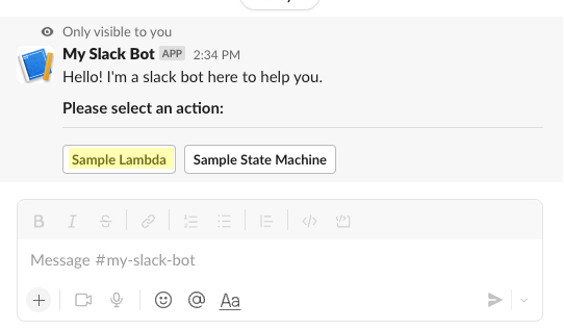 Only visible to you
My Slack Bot APP 2:34 PM
Hello! I'm a slack bot here to help you.
Please select an action:
Sample Lambda Sample State Machine
B I S
Message #my-slack-bot
+ @ Aa